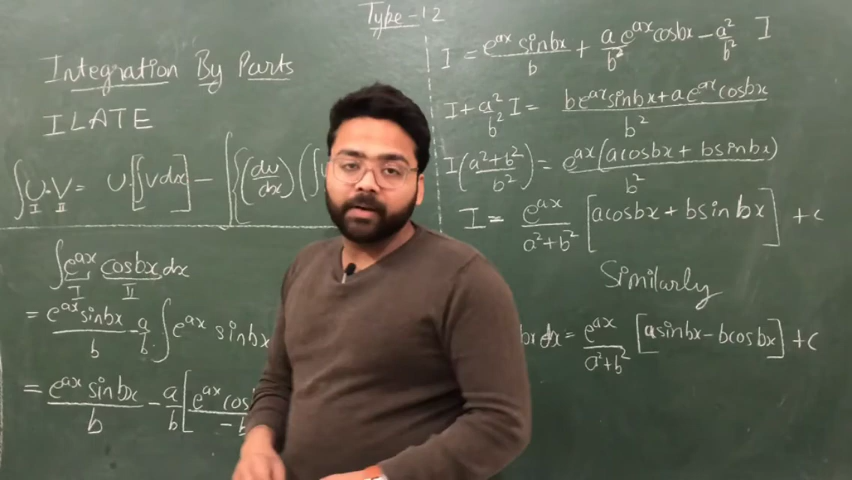 Type-12
Integration By Parts
ILATE
∫U.V = U.[∫Vdx] - ∫{(du/dx)(∫
I II
∫e^ax cosbx dx
I II
= e^ax sinbx/b - a/b ∫e^ax sinbx
= e^ax sinbx/b - a/b [e^ax cos/-b
I = e^ax sinbx/b + a e^ax cosbx/b² - a²/b² I
I + a²/b² I = be^ax sinbx + a e^ax cosbx/b²
I(a²+b²/b²) = e^ax (acosbx + bsinbx)/b²
I = e^ax/a²+b² [acosbx + bsinbx] + c
Similarly
bx dx = e^ax/a²+b² [asinbx - bcosbx] + c